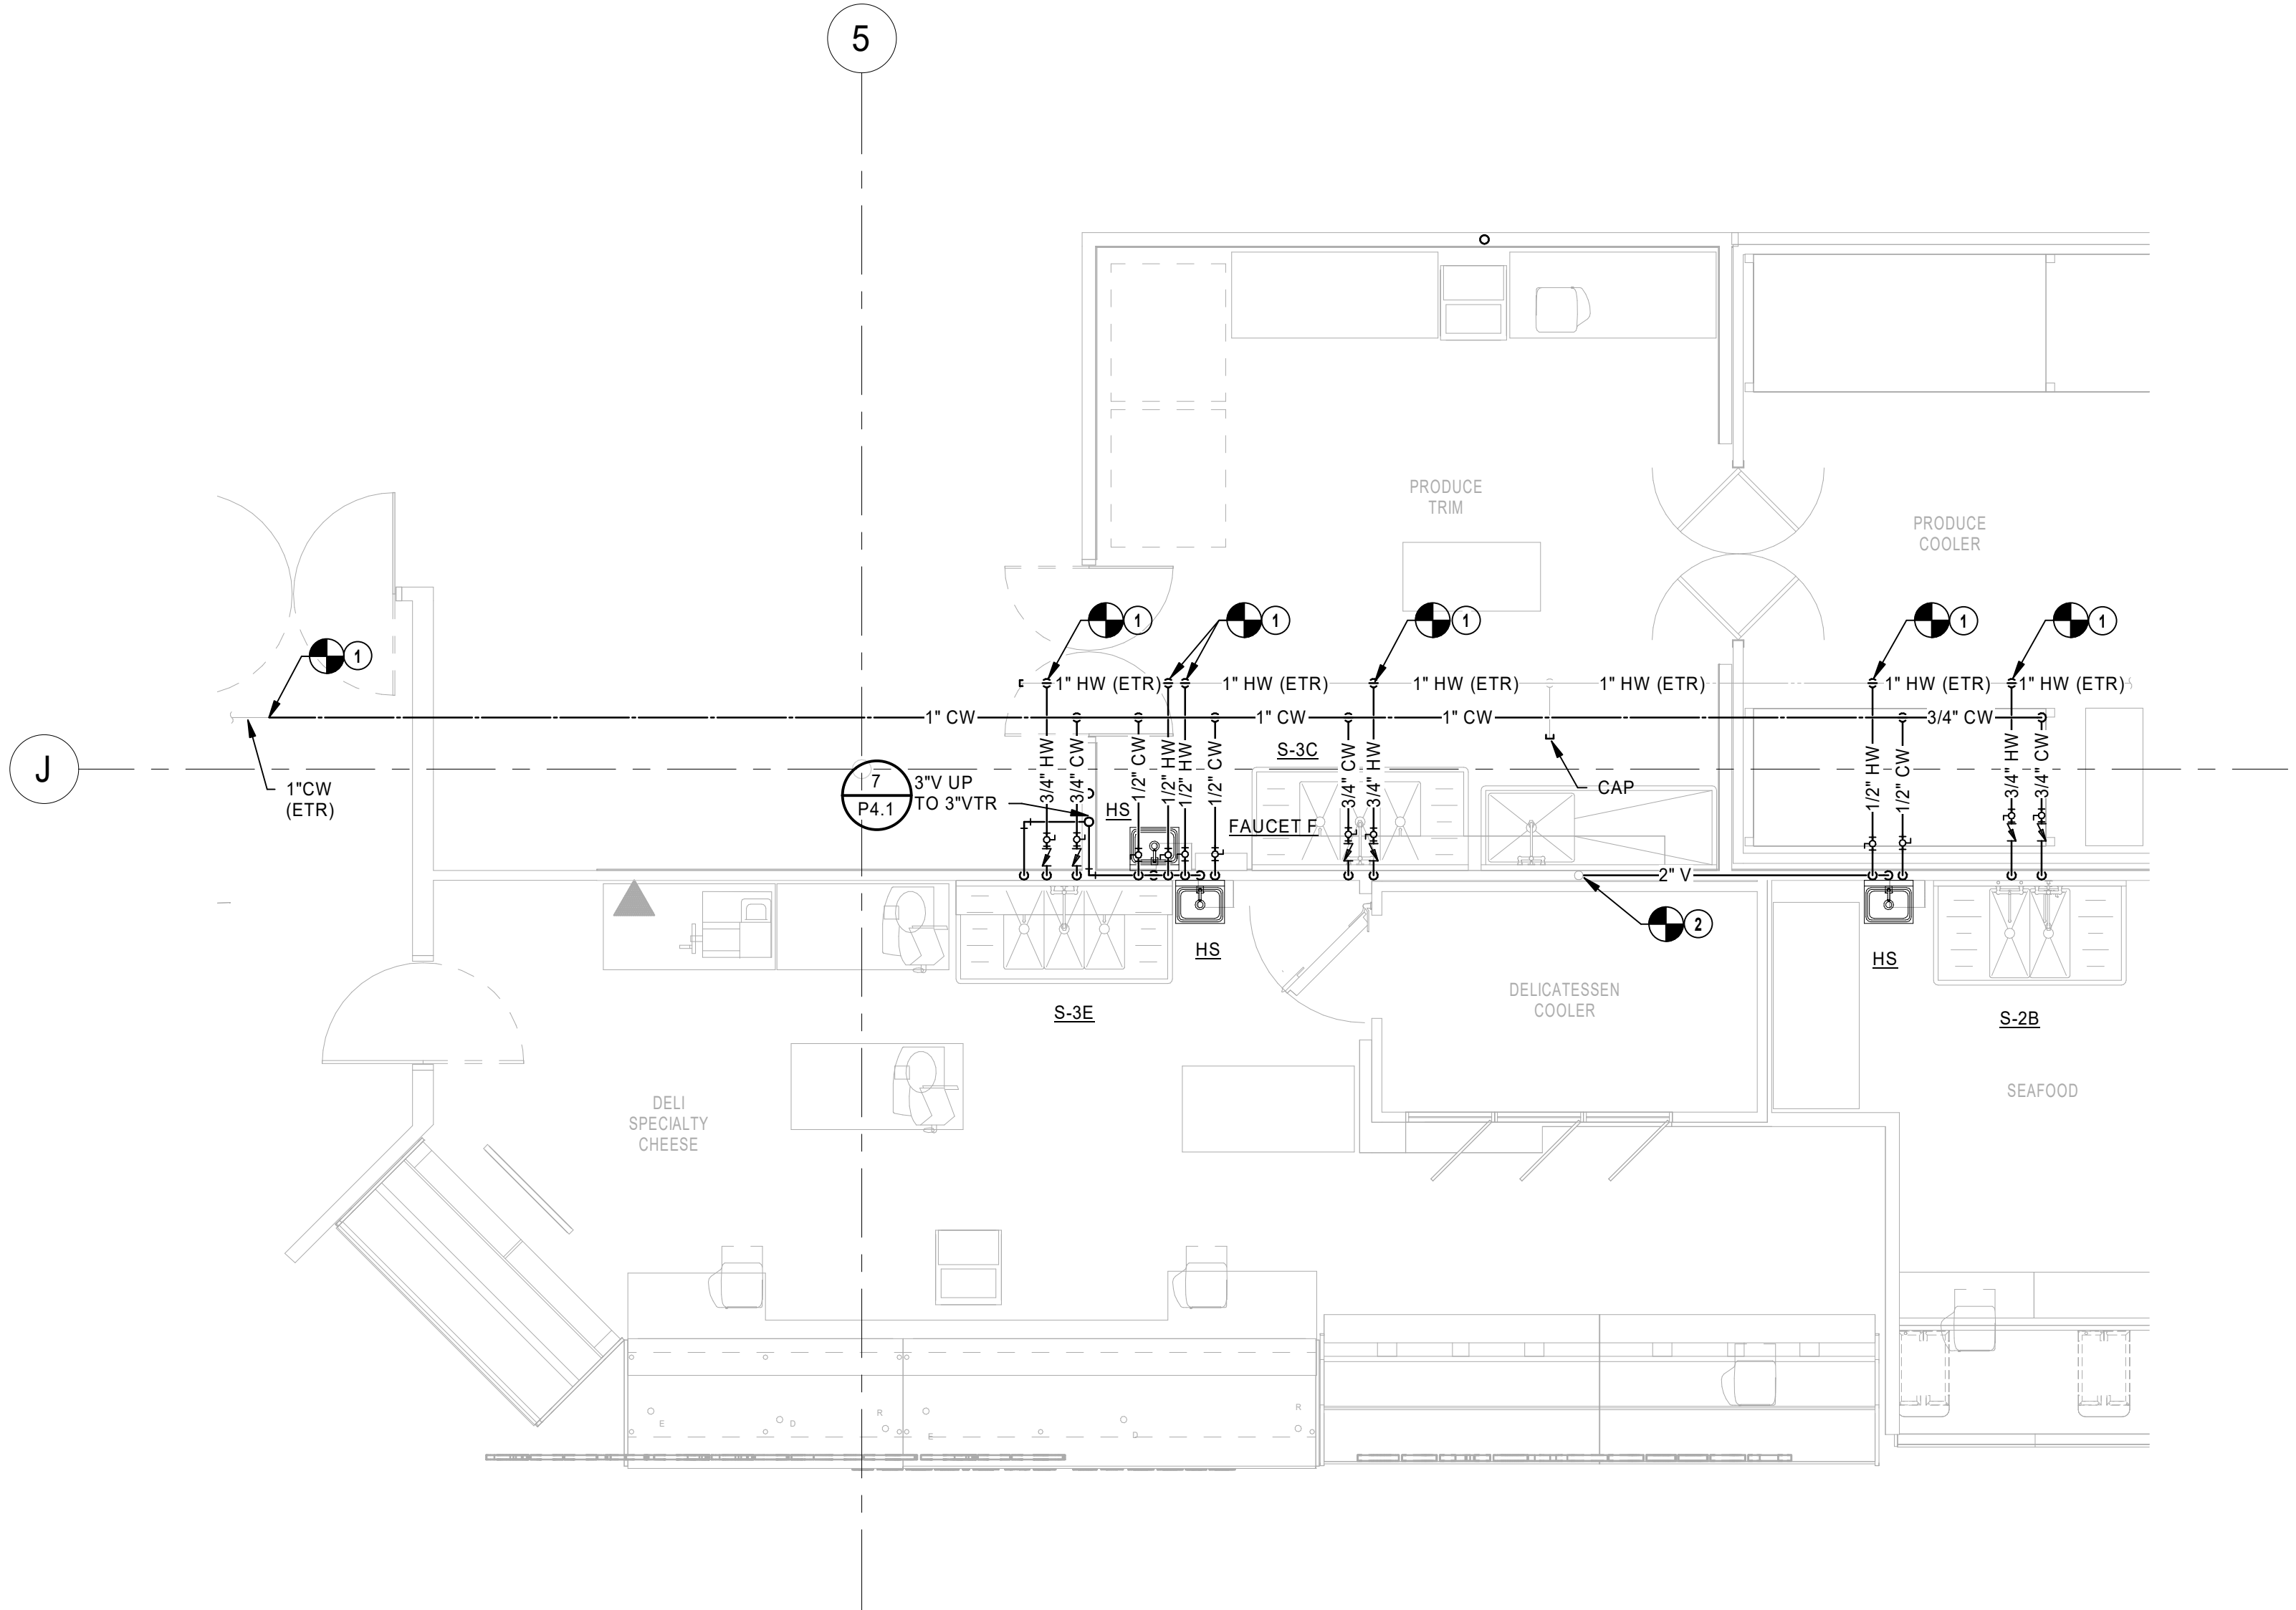 5
PRODUCE
TRIM
PRODUCE
COOLER
1
1
1
1
1
1
1" HW (ETR)
1" HW (ETR)
1" HW (ETR)
1" HW (ETR)
1" HW (ETR)
1" HW (ETR)
1" CW
1" CW
1" CW
3/4" CW
J
1"CW
(ETR)
7
P4.1
3"V UP
TO 3"VTR
3/4" HW
3/4" CW
1/2" CW
1/2" HW
1/2" HW
1/2" CW
3/4" CW
3/4" HW
1/2" HW
1/2" CW
3/4" HW
3/4" CW
S-3C
CAP
HS
FAUCET F
2" V
2
HS
HS
S-3E
S-2B
DELICATESSEN
COOLER
DELI
SPECIALTY
CHEESE
SEAFOOD
E
D
R
E
D
R